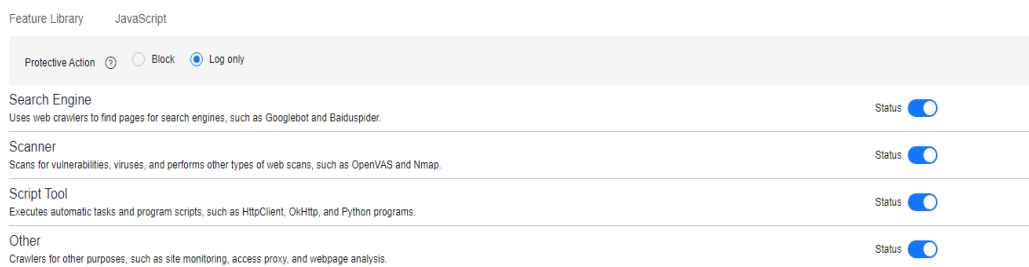 Feature Library JavaScript
Protective Action ? Block Log only
Search Engine
Uses web crawlers to find pages for search engines, such as Googlebot and Baiduspider.
Status
Scanner
Scans for vulnerabilities, viruses, and performs other types of web scans, such as OpenVAS and Nmap.
Status
Script Tool
Executes automatic tasks and program scripts, such as HttpClient, OkHttp, and Python programs.
Status
Other
Crawlers for other purposes, such as site monitoring, access proxy, and webpage analysis.
Status